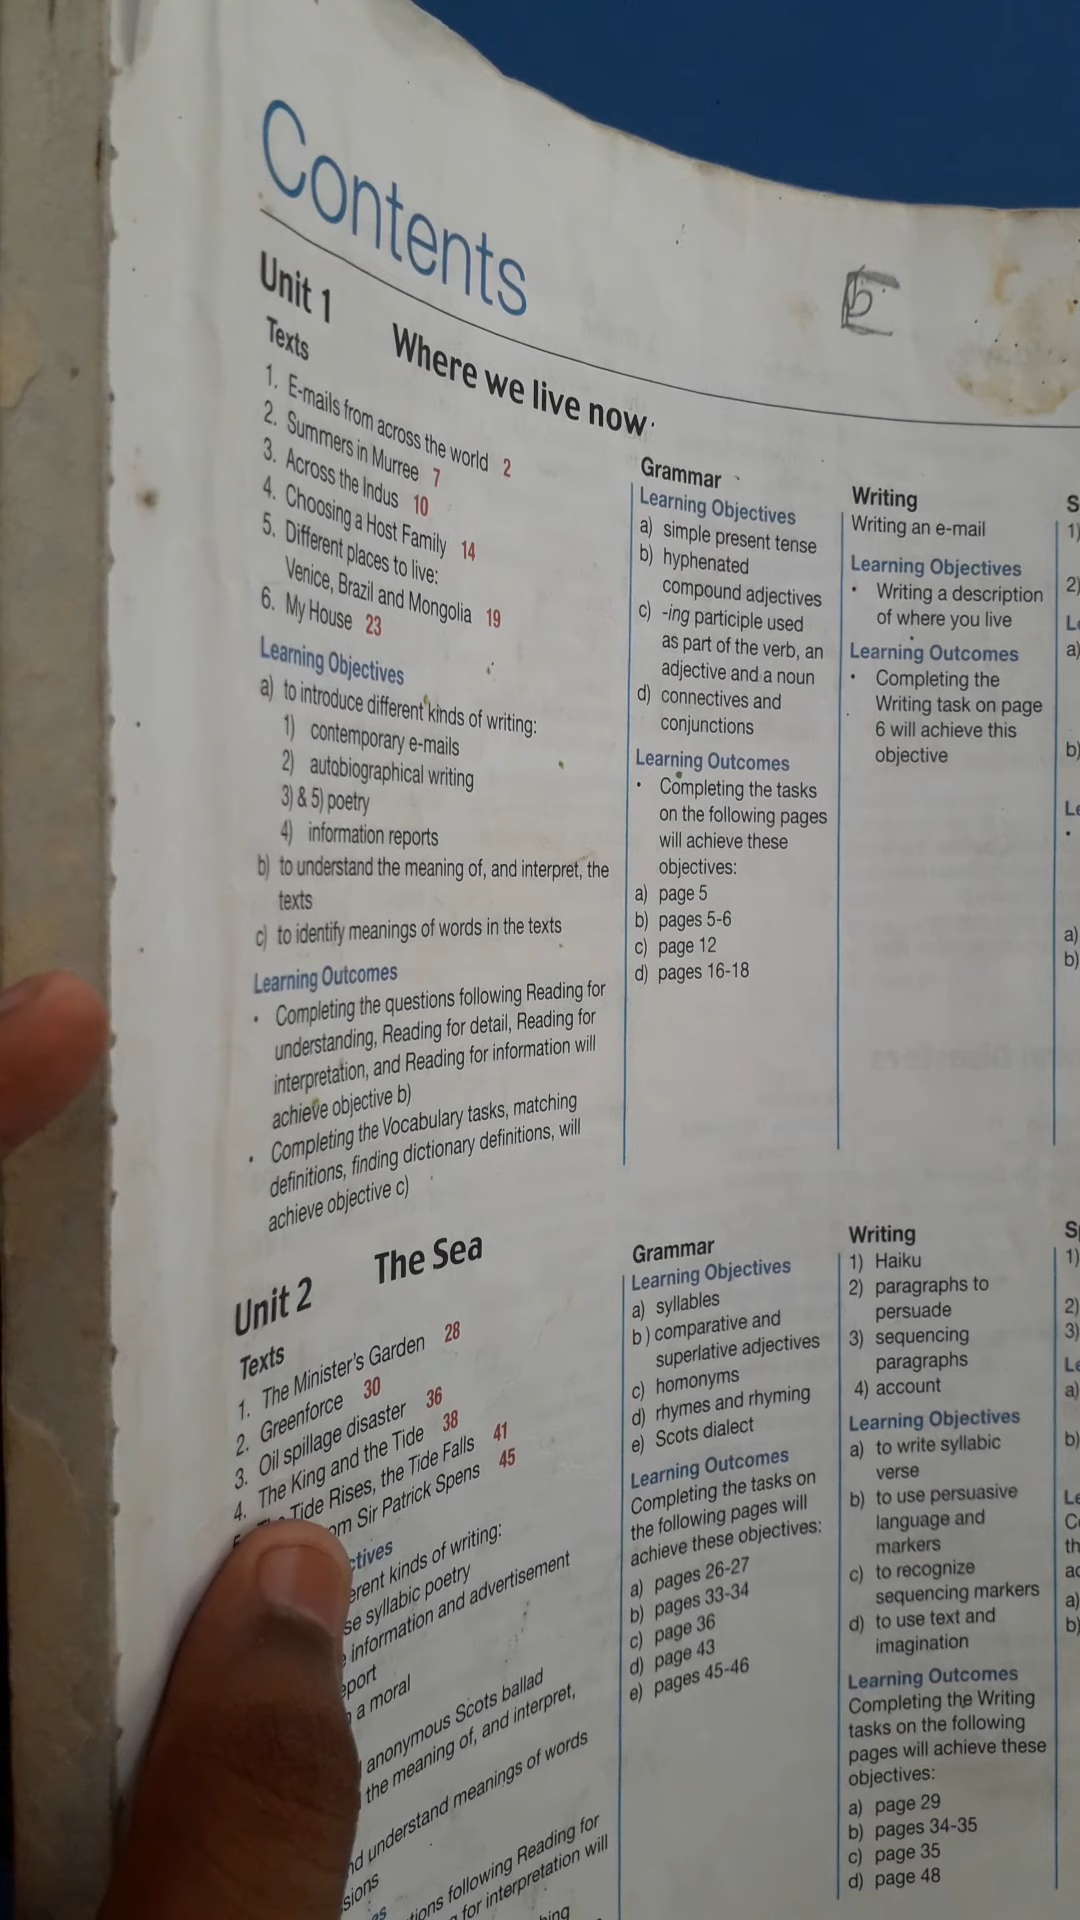 Contents
Unit 1 Where we live now
Texts
1. E-mails from across the world 2
2. Summers in Murree 7
3. Across the Indus 10
4. Choosing a Host Family 14
5. Different places to live:
Venice, Brazil and Mongolia 19
6. My House 23
Learning Objectives
a) to introduce different kinds of writing:
1) contemporary e-mails
2) autobiographical writing
3) & 5) poetry
4) information reports
b) to understand the meaning of, and interpret, the
texts
c) to identify meanings of words in the texts
Learning Outcomes
• Completing the questions following Reading for
understanding, Reading for detail, Reading for
interpretation, and Reading for information will
achieve objective b)
• Completing the Vocabulary tasks, matching
definitions, finding dictionary definitions, will
achieve objective c)
Grammar
Learning Objectives
a) simple present tense
b) hyphenated
compound adjectives
c) -ing participle used
as part of the verb, an
adjective and a noun
d) connectives and
conjunctions
Learning Outcomes
• Completing the tasks
on the following pages
will achieve these
objectives:
a) page 5
b) pages 5-6
c) page 12
d) pages 16-18
Writing
Writing an e-mail
Learning Objectives
• Writing a description
of where you live
Learning Outcomes
• Completing the
Writing task on page
6 will achieve this
objective
1)
2)
a)
b)
a)
b)
Unit 2 The Sea
Texts
1. The Minister's Garden 28
2. Greenforce 30
3. Oil spillage disaster 36
4. The King and the Tide 38
Tide Rises, the Tide Falls 41
Sir Patrick Spens 45
kinds of writing:
syllabic poetry
information and advertisement
a moral
anonymous Scots ballad
the meaning of, and interpret,
understand meanings of words
following Reading for
for interpretation will
Grammar
Learning Objectives
a) syllables
b) comparative and
superlative adjectives
c) homonyms
d) rhymes and rhyming
e) Scots dialect
Learning Outcomes
Completing the tasks on
the following pages will
achieve these objectives:
a) pages 26-27
b) pages 33-34
c) page 36
d) page 43
e) pages 45-46
Writing
1) Haiku
2) paragraphs to
persuade
3) sequencing
paragraphs
4) account
Learning Objectives
a) to write syllabic
verse
b) to use persuasive
language and
markers
c) to recognize
sequencing markers
d) to use text and
imagination
Learning Outcomes
Completing the Writing
tasks on the following
pages will achieve these
objectives:
a) page 29
b) pages 34-35
c) page 35
d) page 48
1)
2)
3)
a)
b)
a)
b)